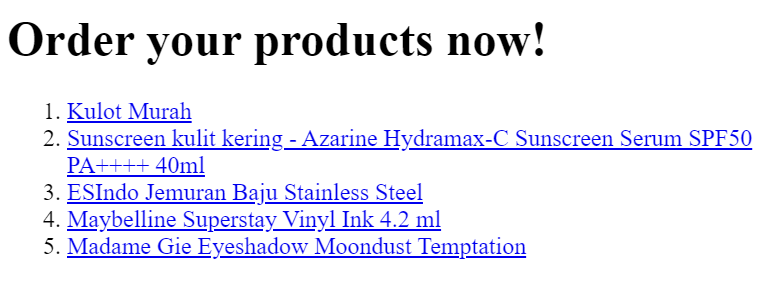 Order your products now!
1. Kulot Murah
2. Sunscreen kulit kering - Azarine Hydramax-C Sunscreen Serum SPF50
PA++++ 40ml
3. ESIndo Jemuran Baju Stainless Steel
4. Maybelline Superstay Vinyl Ink 4.2 ml
5. Madame Gie Eyeshadow Moondust Temptation